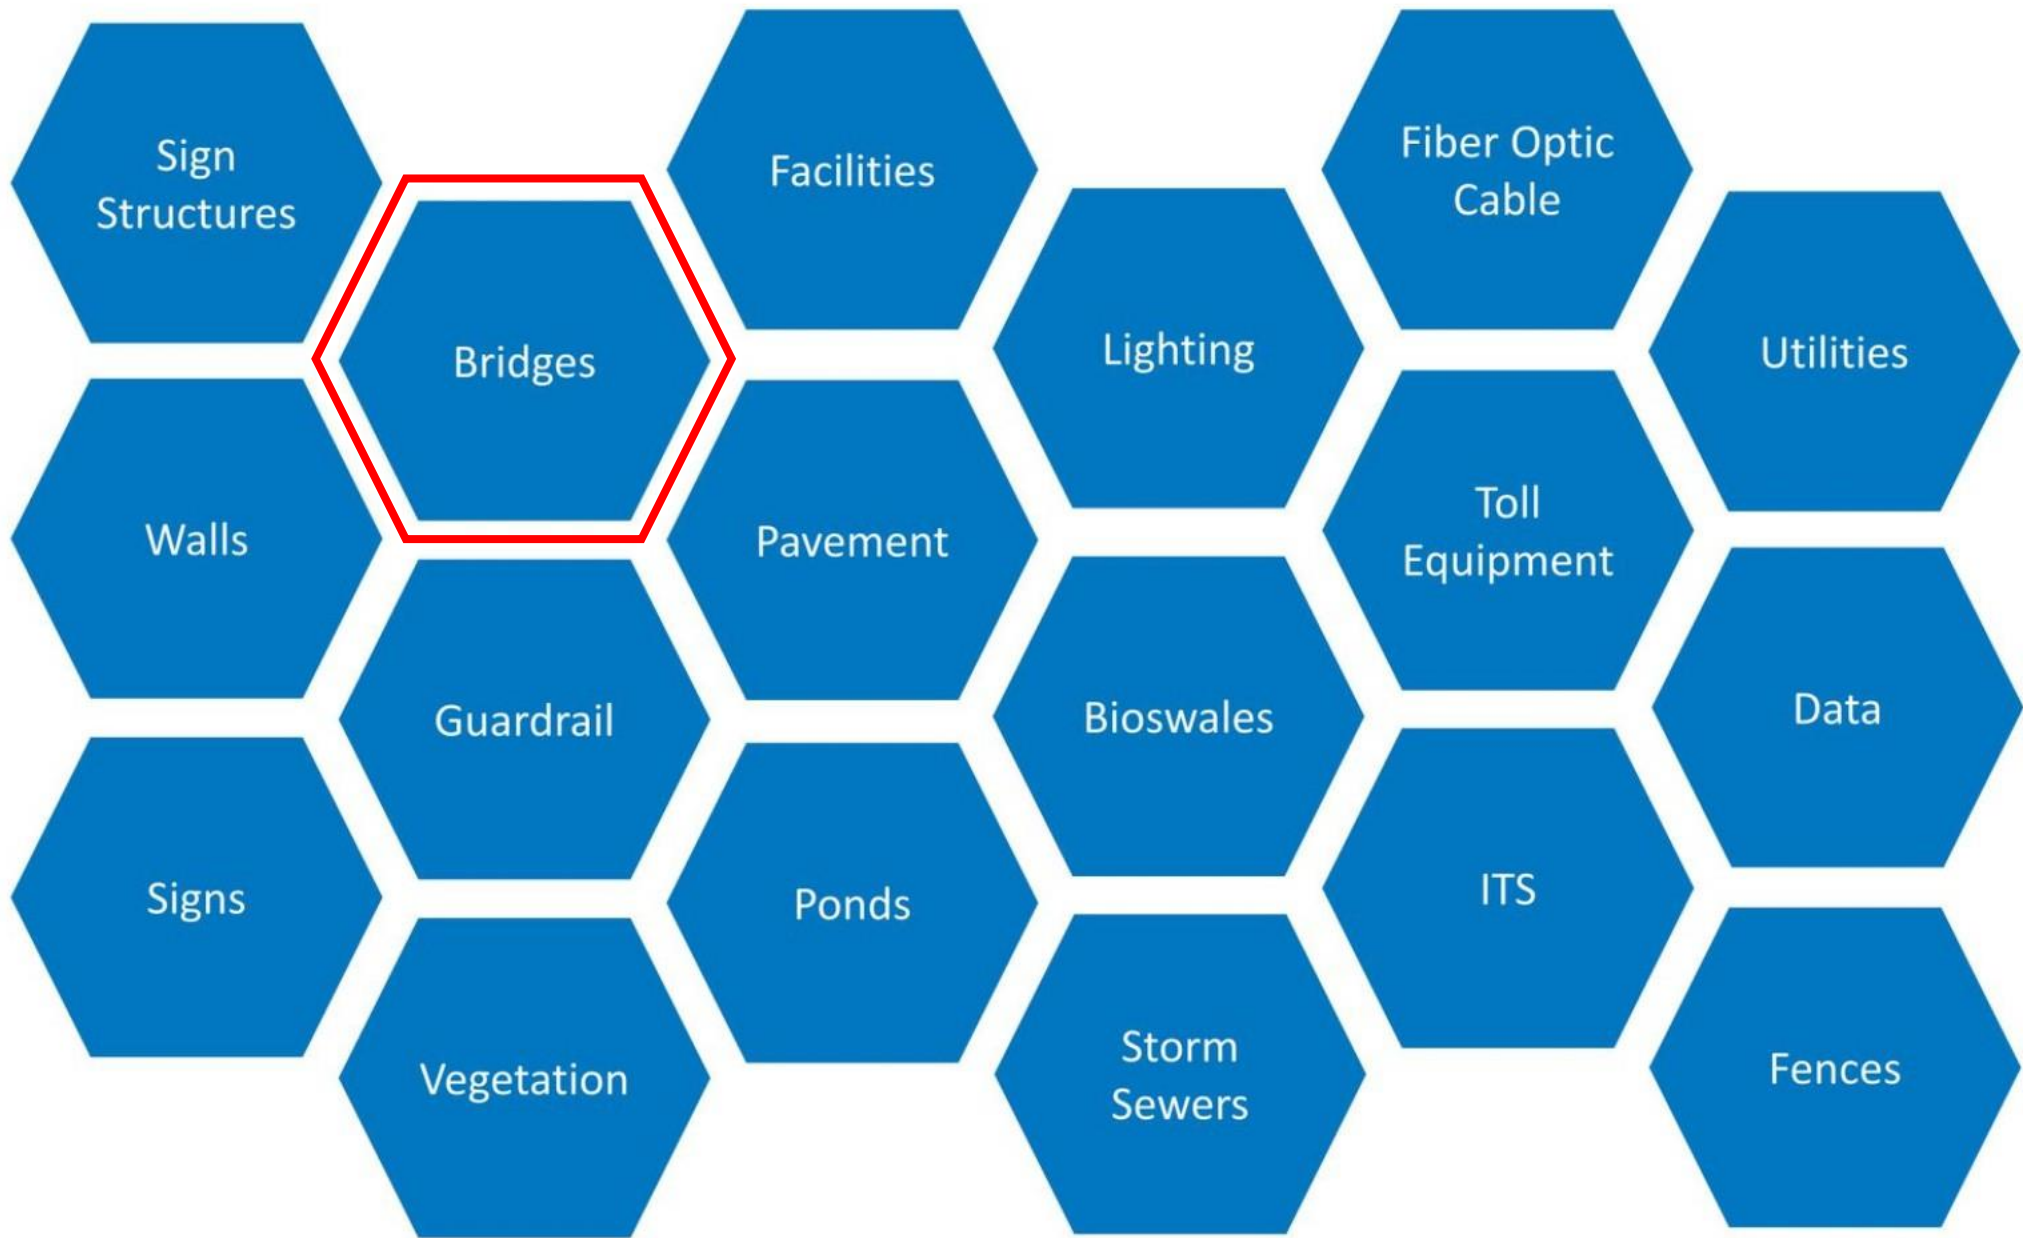 Sign
Structures
Bridges
Facilities
Lighting
Fiber Optic
Cable
Utilities
Walls
Guardrail
Pavement
Bioswales
Toll
Equipment
Data
Signs
Vegetation
Ponds
Storm
Sewers
ITS
Fences